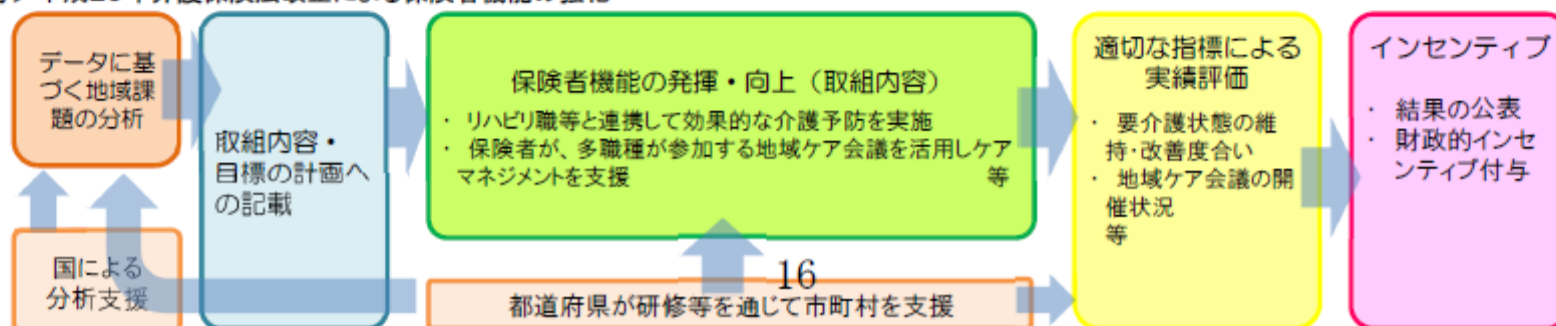 データに基
づく地域課
題の分析
国による
分析支援
取組内容・
目標の計画へ
の記載
保険者機能の発揮・向上（取組内容）
・ リハビリ職等と連携して効果的な介護予防を実施
・ 保険者が、多職種が参加する地域ケア会議を活用しケア
マネジメントを支援 等
16
都道府県が研修等を通じて市町村を支援
適切な指標による
実績評価
・ 要介護状態の維
持・改善度合い
・ 地域ケア会議の開
催状況
等
インセンティブ
・ 結果の公表
・ 財政的インセ
ンティブ付与